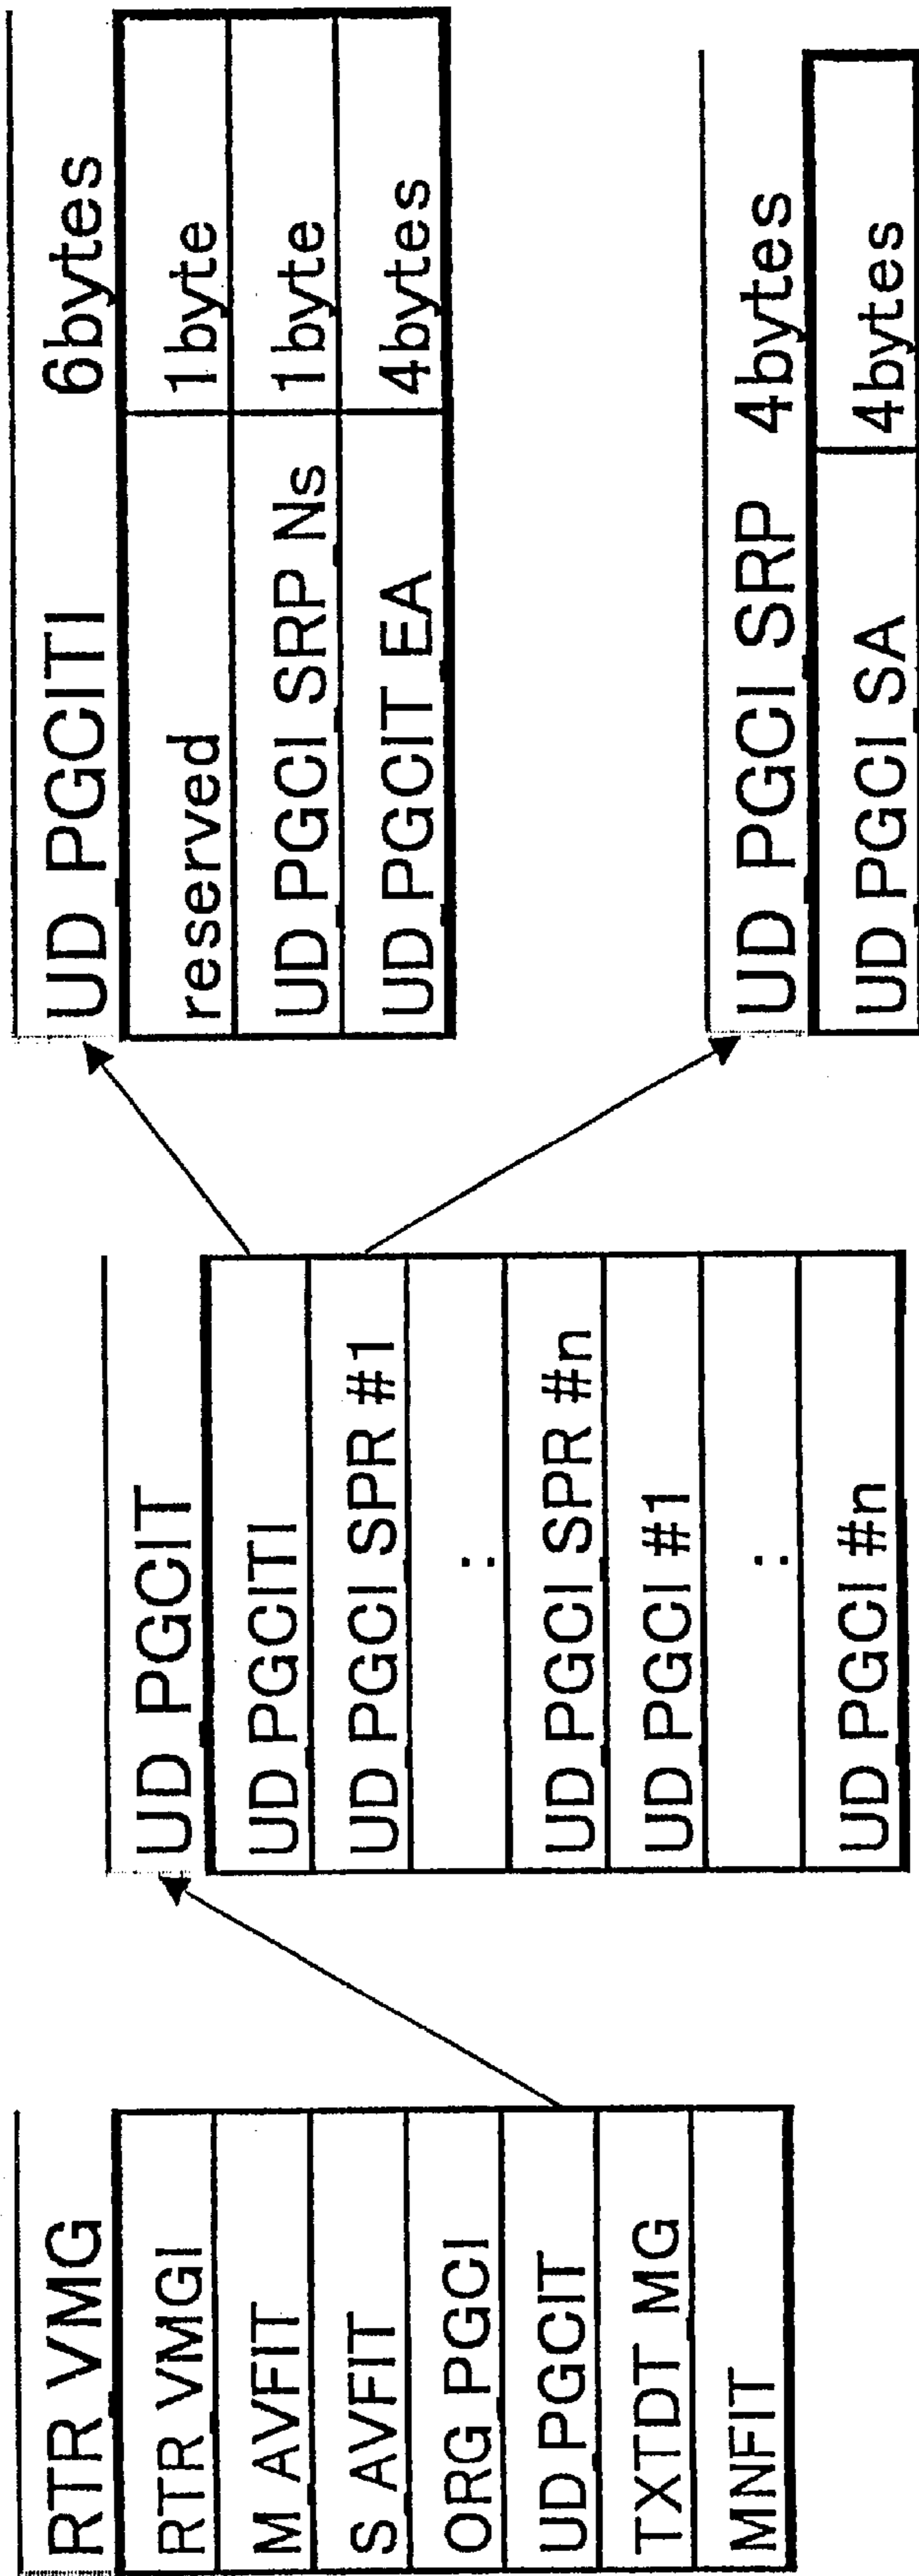 RTR VMG
RTR VMGI
M AVFIT
S AVFIT
ORG PGCI
UD PGCIT
TXTDT MG
MNFIT
UD PGCIT
UD PGCITI
UD PGCI SPR #1
:
UD PGCI SPR #n
UD PGCI #1
:
UD PGCI #n
UD PGCITI 6bytes
reserved 1byte
UD PGCI SRP Ns 1byte
UD PGCIT EA 4bytes
UD PGCI SRP 4bytes
UD PGCI SA 4bytes